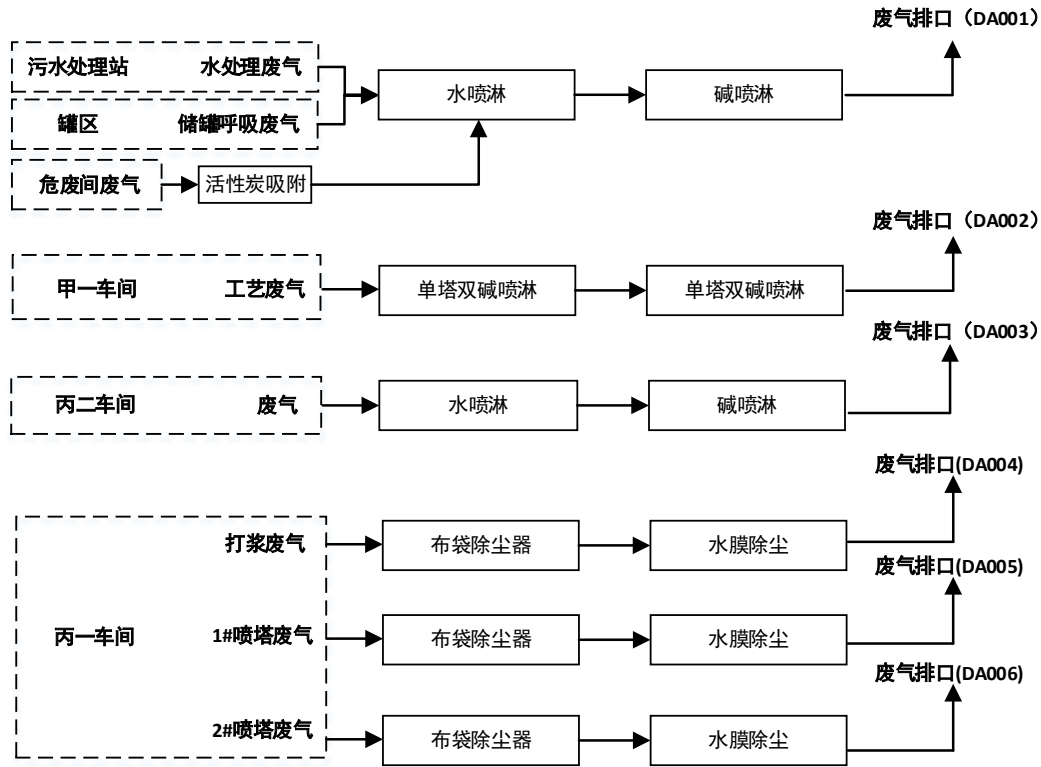 废气排口（DA001）
污水处理站 水处理废气
水喷淋
碱喷淋
罐区 储罐呼吸废气
危废间废气
活性炭吸附
废气排口（DA002）
甲一车间 工艺废气
单塔双碱喷淋
单塔双碱喷淋
废气排口（DA003）
丙二车间 废气
水喷淋
碱喷淋
废气排口(DA004)
打浆废气
布袋除尘器
水膜除尘
废气排口(DA005)
丙一车间
1#喷塔废气
布袋除尘器
水膜除尘
废气排口(DA006)
2#喷塔废气
布袋除尘器
水膜除尘